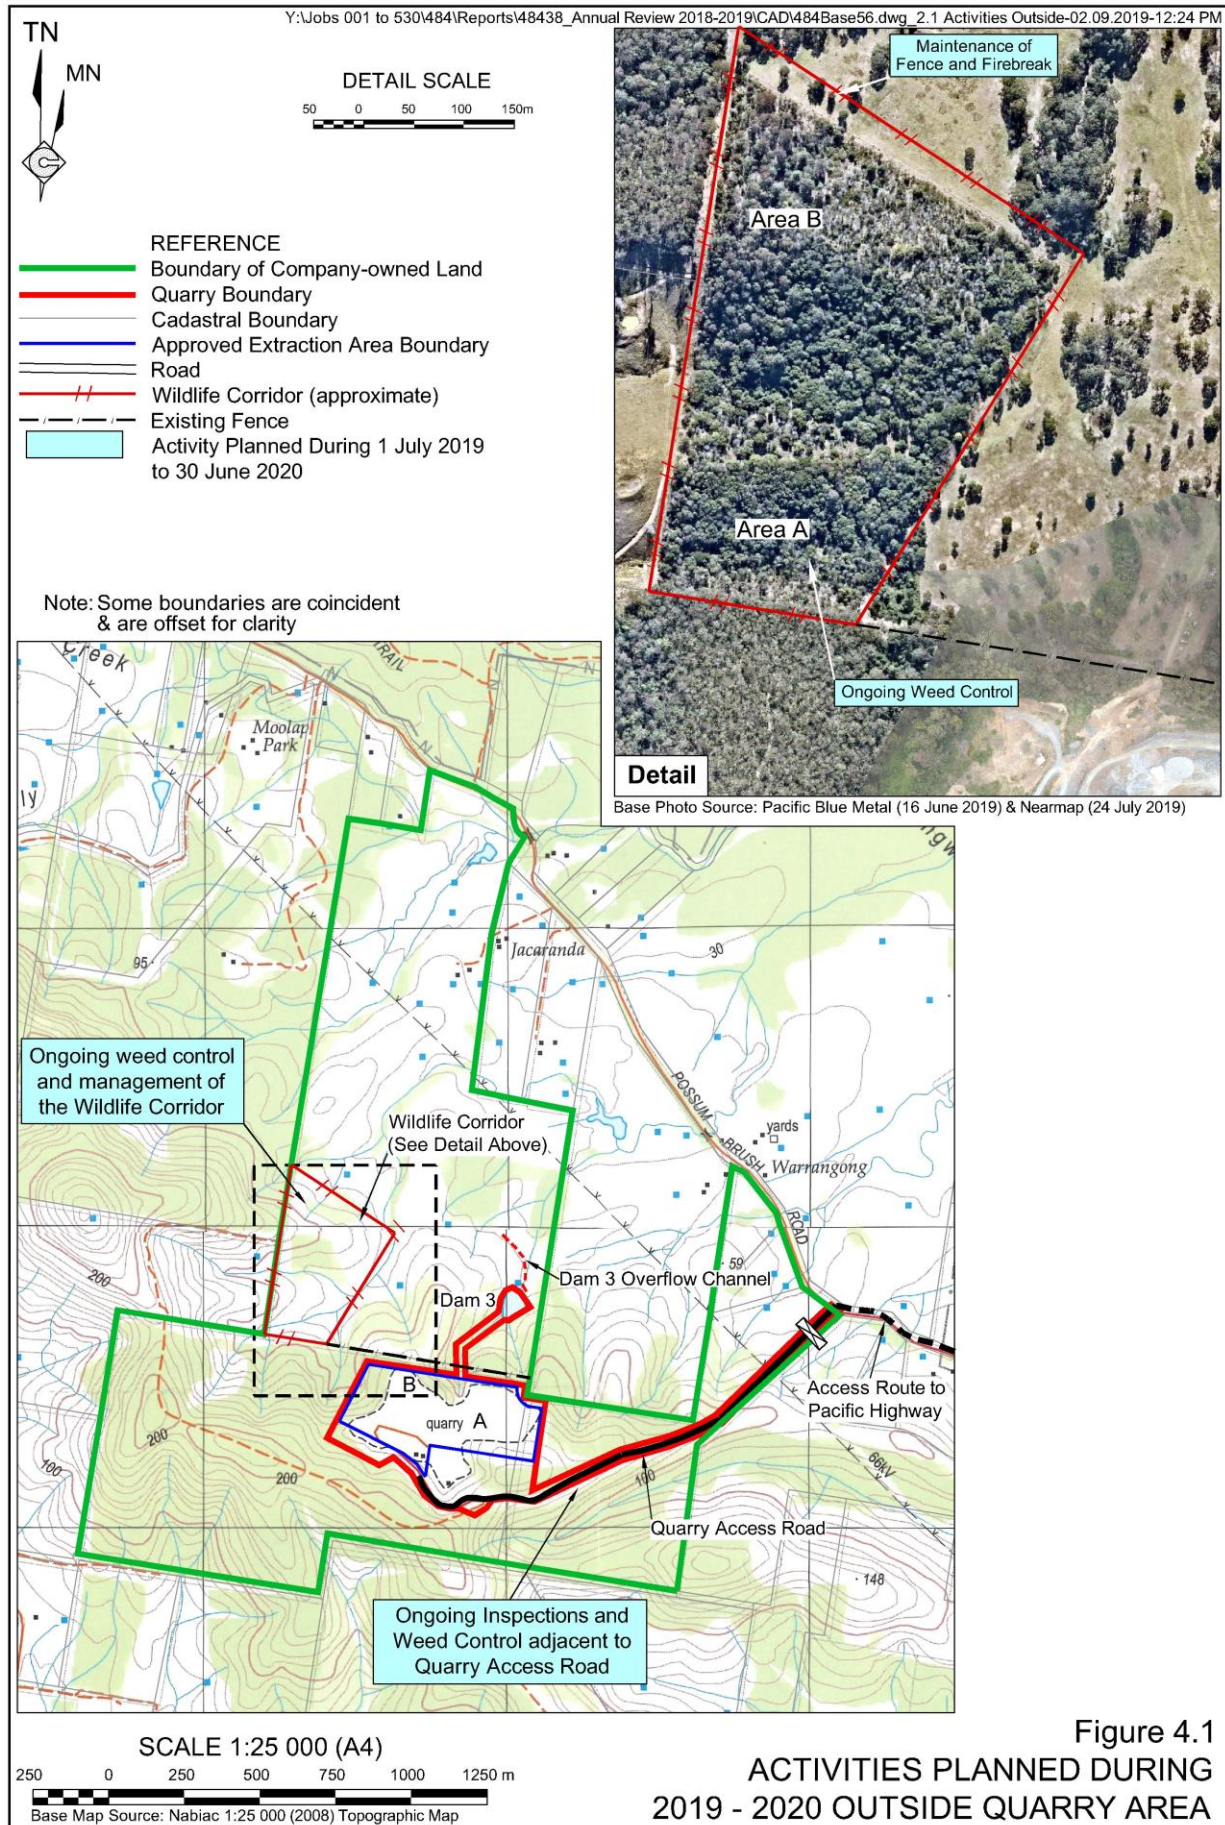 Y:\Jobs 001 to 530\484\Reports\48438_Annual Review 2018-2019\CAD\484Base56.dwg_2.1 Activities Outside-02.09.2019-12:24 PM
TN
MN
DETAIL SCALE
50 0 50 100 150m
REFERENCE
Boundary of Company-owned Land
Quarry Boundary
Cadastral Boundary
Approved Extraction Area Boundary
Road
Wildlife Corridor (approximate)
Existing Fence
Activity Planned During 1 July 2019
to 30 June 2020
Note: Some boundaries are coincident
& are offset for clarity
Maintenance of
Fence and Firebreak
Area B
Area A
Ongoing Weed Control
Detail
Base Photo Source: Pacific Blue Metal (16 June 2019) & Nearmap (24 July 2019)
Creek
TRAIL
N
N
N
N
Moolap
Park
lly
95
Jacaranda
30
Ongoing weed control
and management of
the Wildlife Corridor
Wildlife Corridor
(See Detail Above)
POSSUM
BRUSH
ROAD
yards
Warrangong
59
200
Dam 3 Overflow Channel
Dam 3
Access Route to
Pacific Highway
B
quarry
A
200
100
200
100
66kV
Quarry Access Road
148
Ongoing Inspections and
Weed Control adjacent to
Quarry Access Road
SCALE 1:25 000 (A4)
250 0 250 500 750 1000 1250 m
Base Map Source: Nabiac 1:25 000 (2008) Topographic Map
Figure 4.1
ACTIVITIES PLANNED DURING
2019 - 2020 OUTSIDE QUARRY AREA